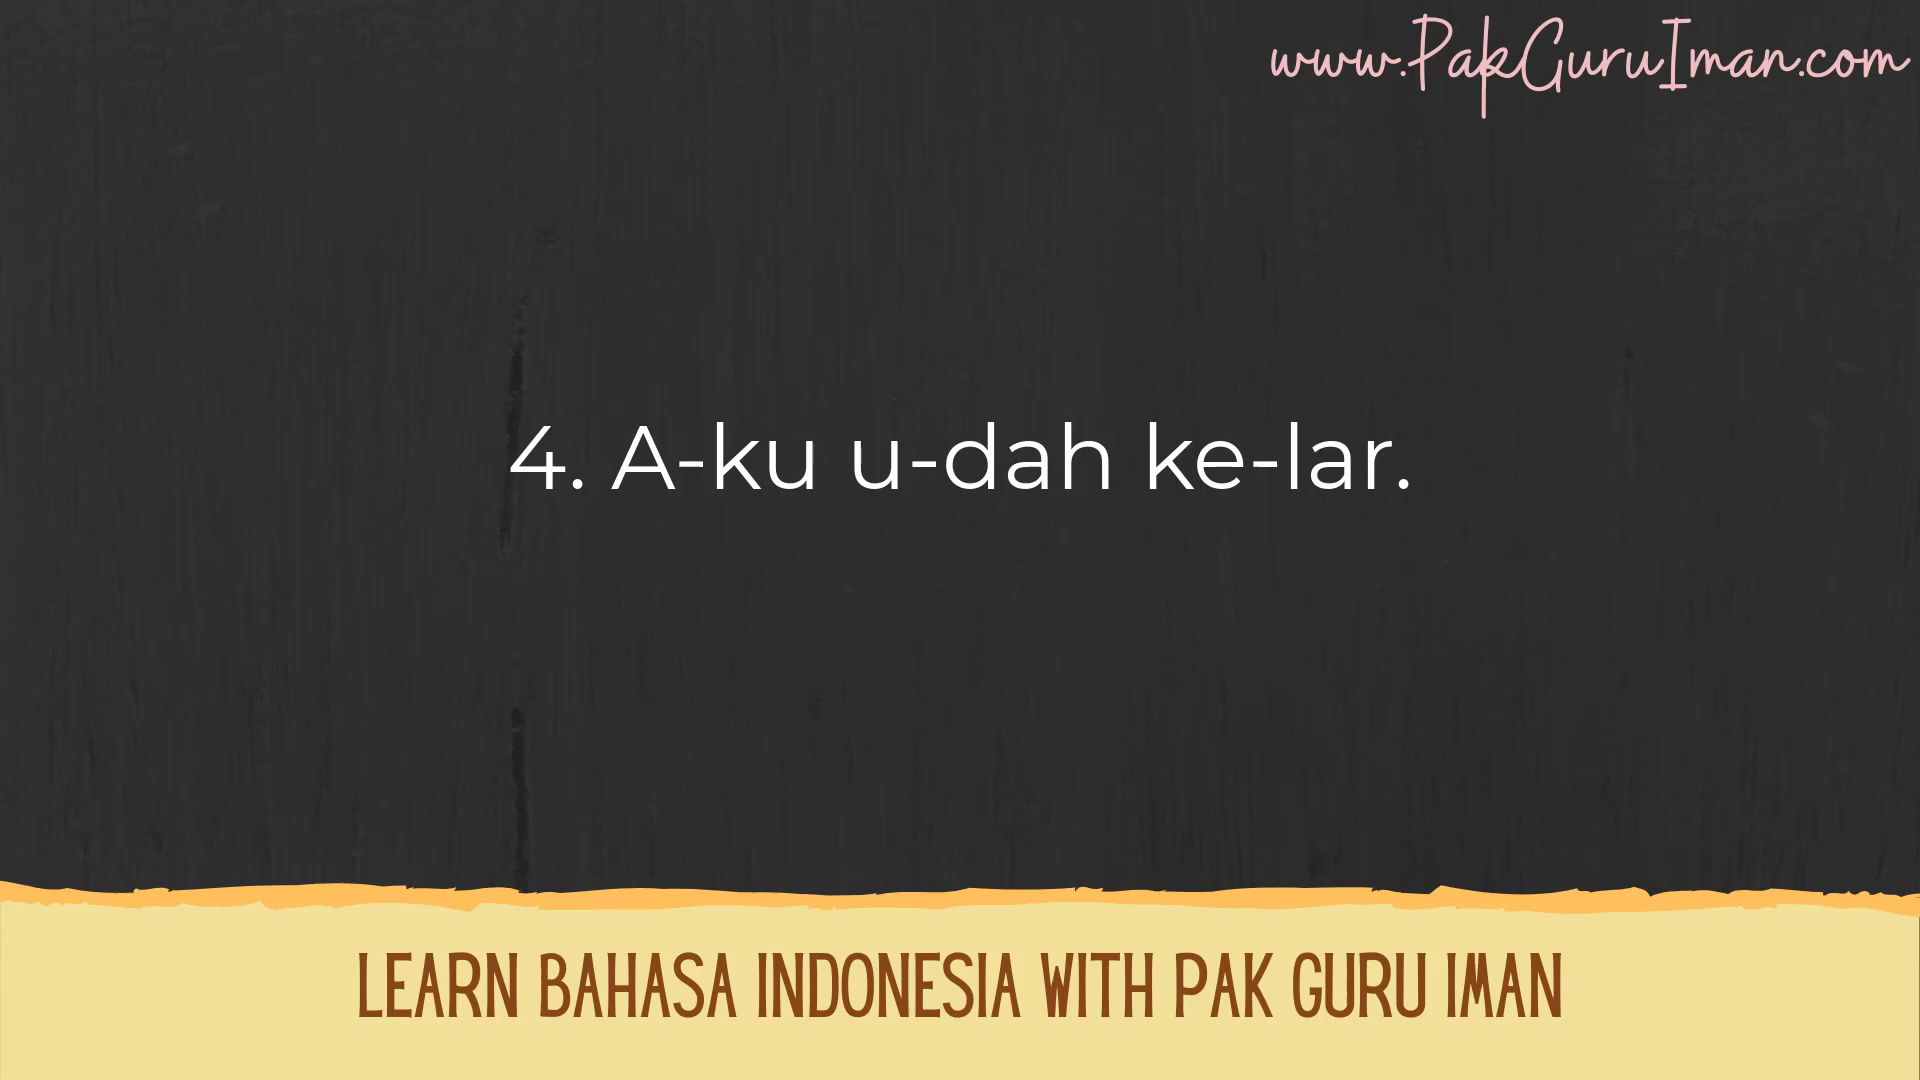 www.PakGuruIman.com
4. A-ku u-dah ke-lar.
LEARN BAHASA INDONESIA WITH PAK GURU IMAN